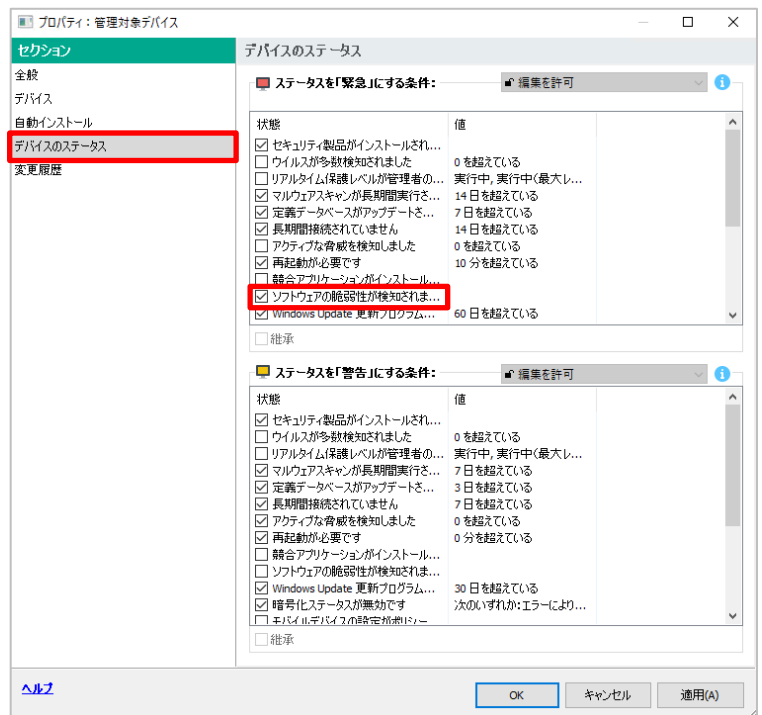 プロパティ：管理対象デバイス
セクション
全般
デバイス
自動インストール
デバイスのステータス
変更履歴
デバイスのステータス
ステータスを「緊急」にする条件: 編集を許可
状態 値
セキュリティ製品がインストールされ...
ウイルスが多数検知されました 0 を超えている
リアルタイム保護レベルが管理者の... 実行中, 実行中(最大レ...
マルウェアスキャンが長期間実行さ... 14 日を超えている
定義データベースがアップデートさ... 7 日を超えている
長期間接続されていません 14 日を超えている
アクティブな脅威を検知しました 0 を超えている
再起動が必要です 10 分を超えている
競合アプリケーションがインストール...
ソフトウェアの脆弱性が検知されま...
Windows Update 更新プログラム... 60 日を超えている
継承
ステータスを「警告」にする条件: 編集を許可
状態 値
セキュリティ製品がインストールされ...
ウイルスが多数検知されました 0 を超えている
リアルタイム保護レベルが管理者の... 実行中, 実行中(最大レ...
マルウェアスキャンが長期間実行さ... 7 日を超えている
定義データベースがアップデートさ... 3 日を超えている
長期間接続されていません 7 日を超えている
アクティブな脅威を検知しました 0 を超えている
再起動が必要です 0 分を超えている
競合アプリケーションがインストール...
ソフトウェアの脆弱性が検知されま...
Windows Update 更新プログラム... 30 日を超えている
暗号化ステータスが無効です 次のいずれか: エラーにより...
モバイルデバイスの設定がポリシー...
継承
ヘルプ
OK キャンセル 適用(A)